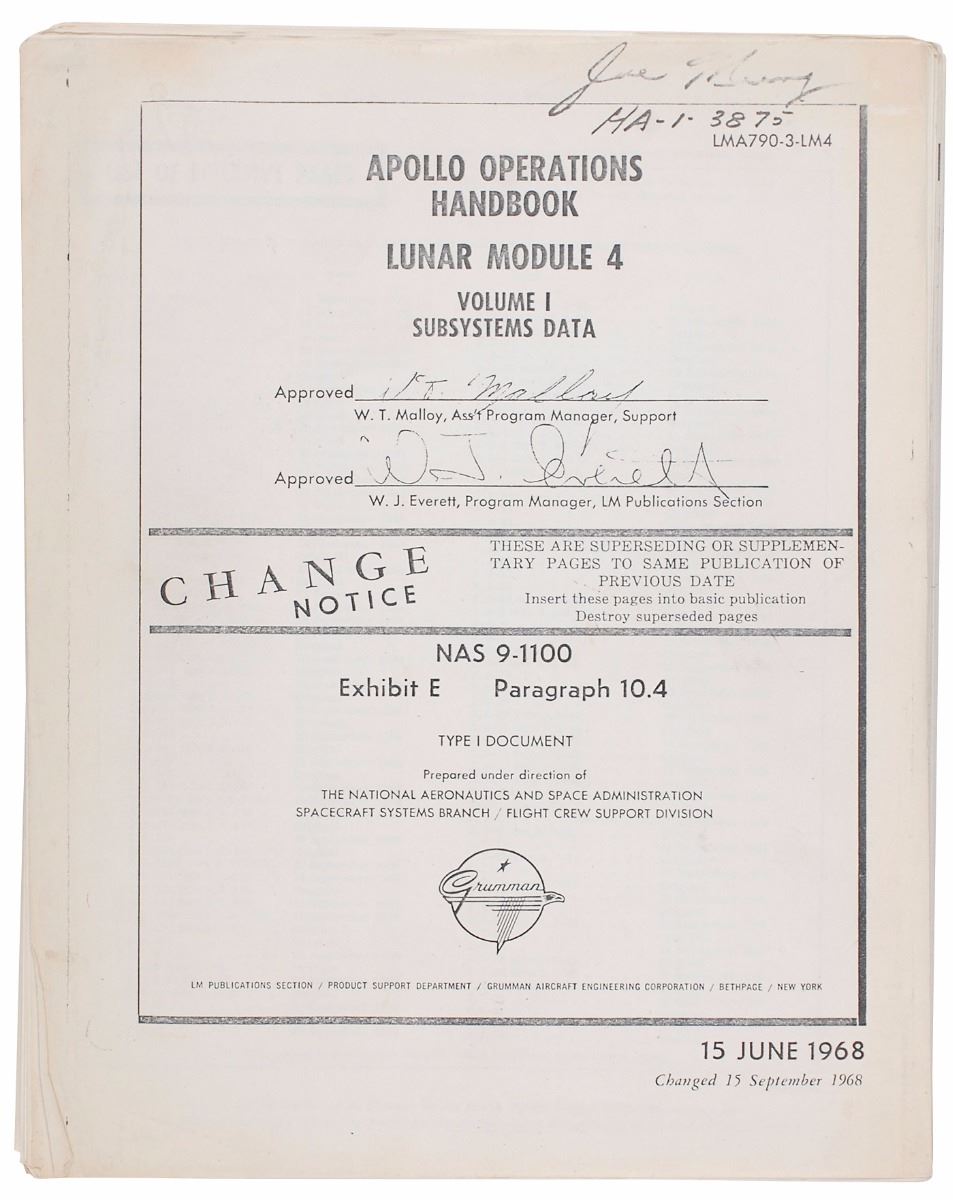 Joe
HA-1-3875
LMA790-3-LM4
APOLLO OPERATIONS
HANDBOOK
LUNAR MODULE 4
VOLUME I
SUBSYSTEMS DATA
Approved W. T. Malloy
W. T. Malloy, Ass't Program Manager, Support
Approved W. J. Everett
W. J. Everett, Program Manager, LM Publications Section
CHANGE
NOTICE
THESE ARE SUPERSEDING OR SUPPLEMEN-
TARY PAGES TO SAME PUBLICATION OF
PREVIOUS DATE
Insert these pages into basic publication
Destroy superseded pages
NAS 9-1100
Exhibit E Paragraph 10.4
TYPE I DOCUMENT
Prepared under direction of
THE NATIONAL AERONAUTICS AND SPACE ADMINISTRATION
SPACECRAFT SYSTEMS BRANCH / FLIGHT CREW SUPPORT DIVISION
Grumman
LM PUBLICATIONS SECTION / PRODUCT SUPPORT DEPARTMENT / GRUMMAN AIRCRAFT ENGINEERING CORPORATION / BETHPAGE / NEW YORK
15 JUNE 1968
Changed 15 September 1968